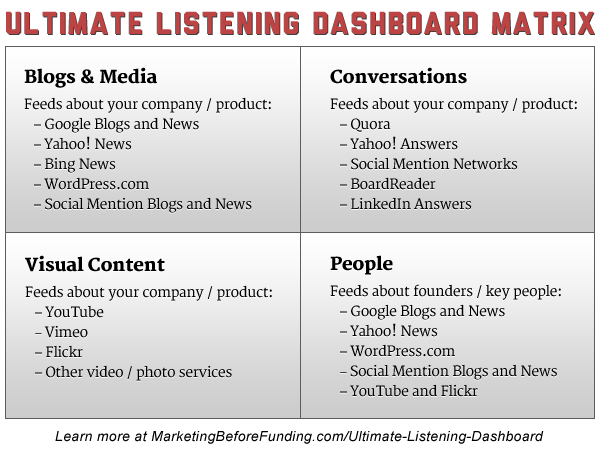 ULTIMATE LISTENING DASHBOARD MATRIX
Blogs & Media
Feeds about your company / product:
– Google Blogs and News
– Yahoo! News
– Bing News
– WordPress.com
– Social Mention Blogs and News
Conversations
Feeds about your company / product:
– Quora
– Yahoo! Answers
– Social Mention Networks
– BoardReader
– LinkedIn Answers
Visual Content
Feeds about your company / product:
– YouTube
– Vimeo
– Flickr
– Other video / photo services
People
Feeds about founders / key people:
– Google Blogs and News
– Yahoo! News
– WordPress.com
– Social Mention Blogs and News
– YouTube and Flickr
Learn more at MarketingBeforeFunding.com/Ultimate-Listening-Dashboard